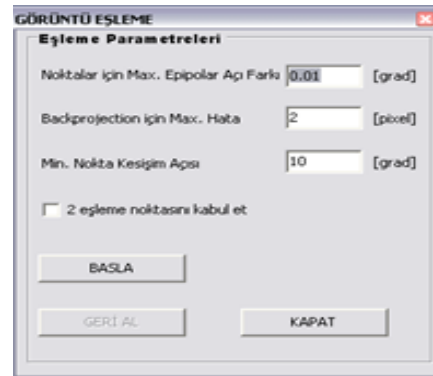 GÖRÜNTÜ EŞLEME
Eşleme Parametreleri
Noktalar için Max. Epipolar Açı Farkı 0.01 [grad]
Backprojection için Max. Hata 2 [pixel]
Min. Nokta Kesişim Açısı 10 [grad]
2 eşleme noktasını kabul et
BASLA
GERİ AL KAPAT